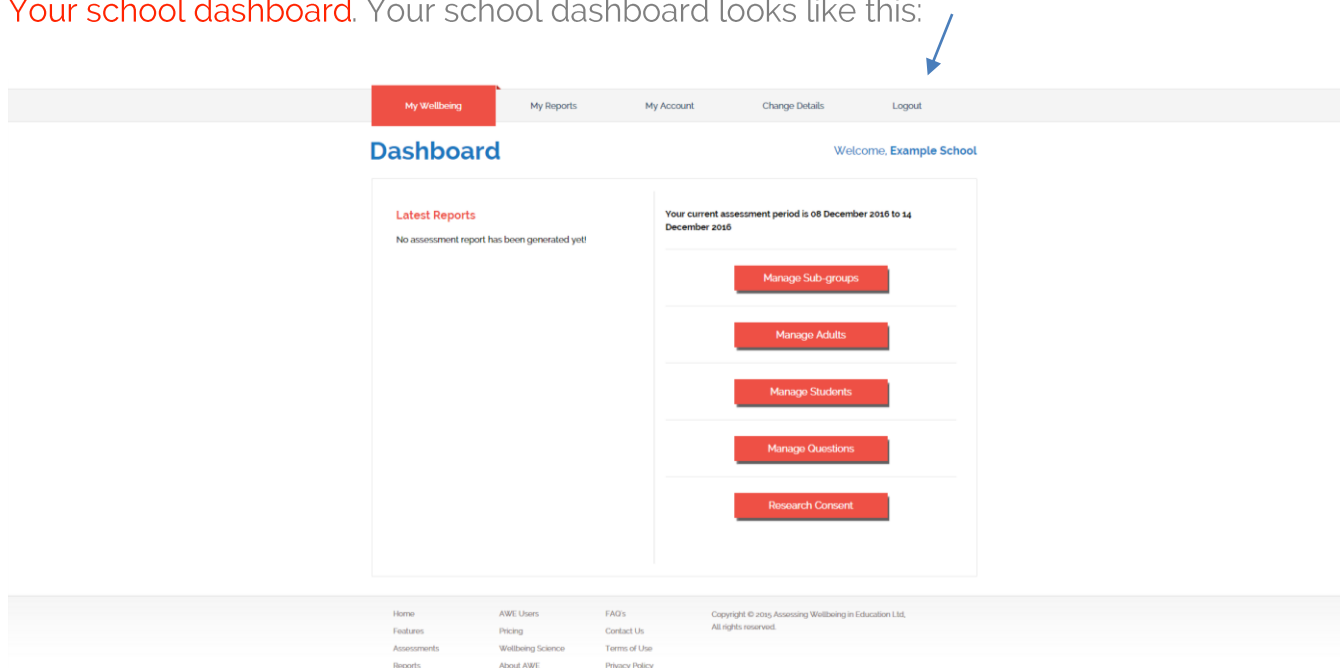 Your school dashboard. Your school dashboard looks like this:
My Wellbeing My Reports My Account Change Details Logout
Dashboard
Welcome, Example School
Latest Reports
No assessment report has been generated yet!
Your current assessment period is 08 December 2016 to 14
December 2016
Manage Sub-groups
Manage Adults
Manage Students
Manage Questions
Research Consent
Home
Features
Assessments
Reports
AWE Users
Pricing
Wellbeing Science
About AWE
FAQ's
Contact Us
Terms of Use
Privacy Policy
Copyright © 2015 Assessing Wellbeing in Education Ltd,
All rights reserved.